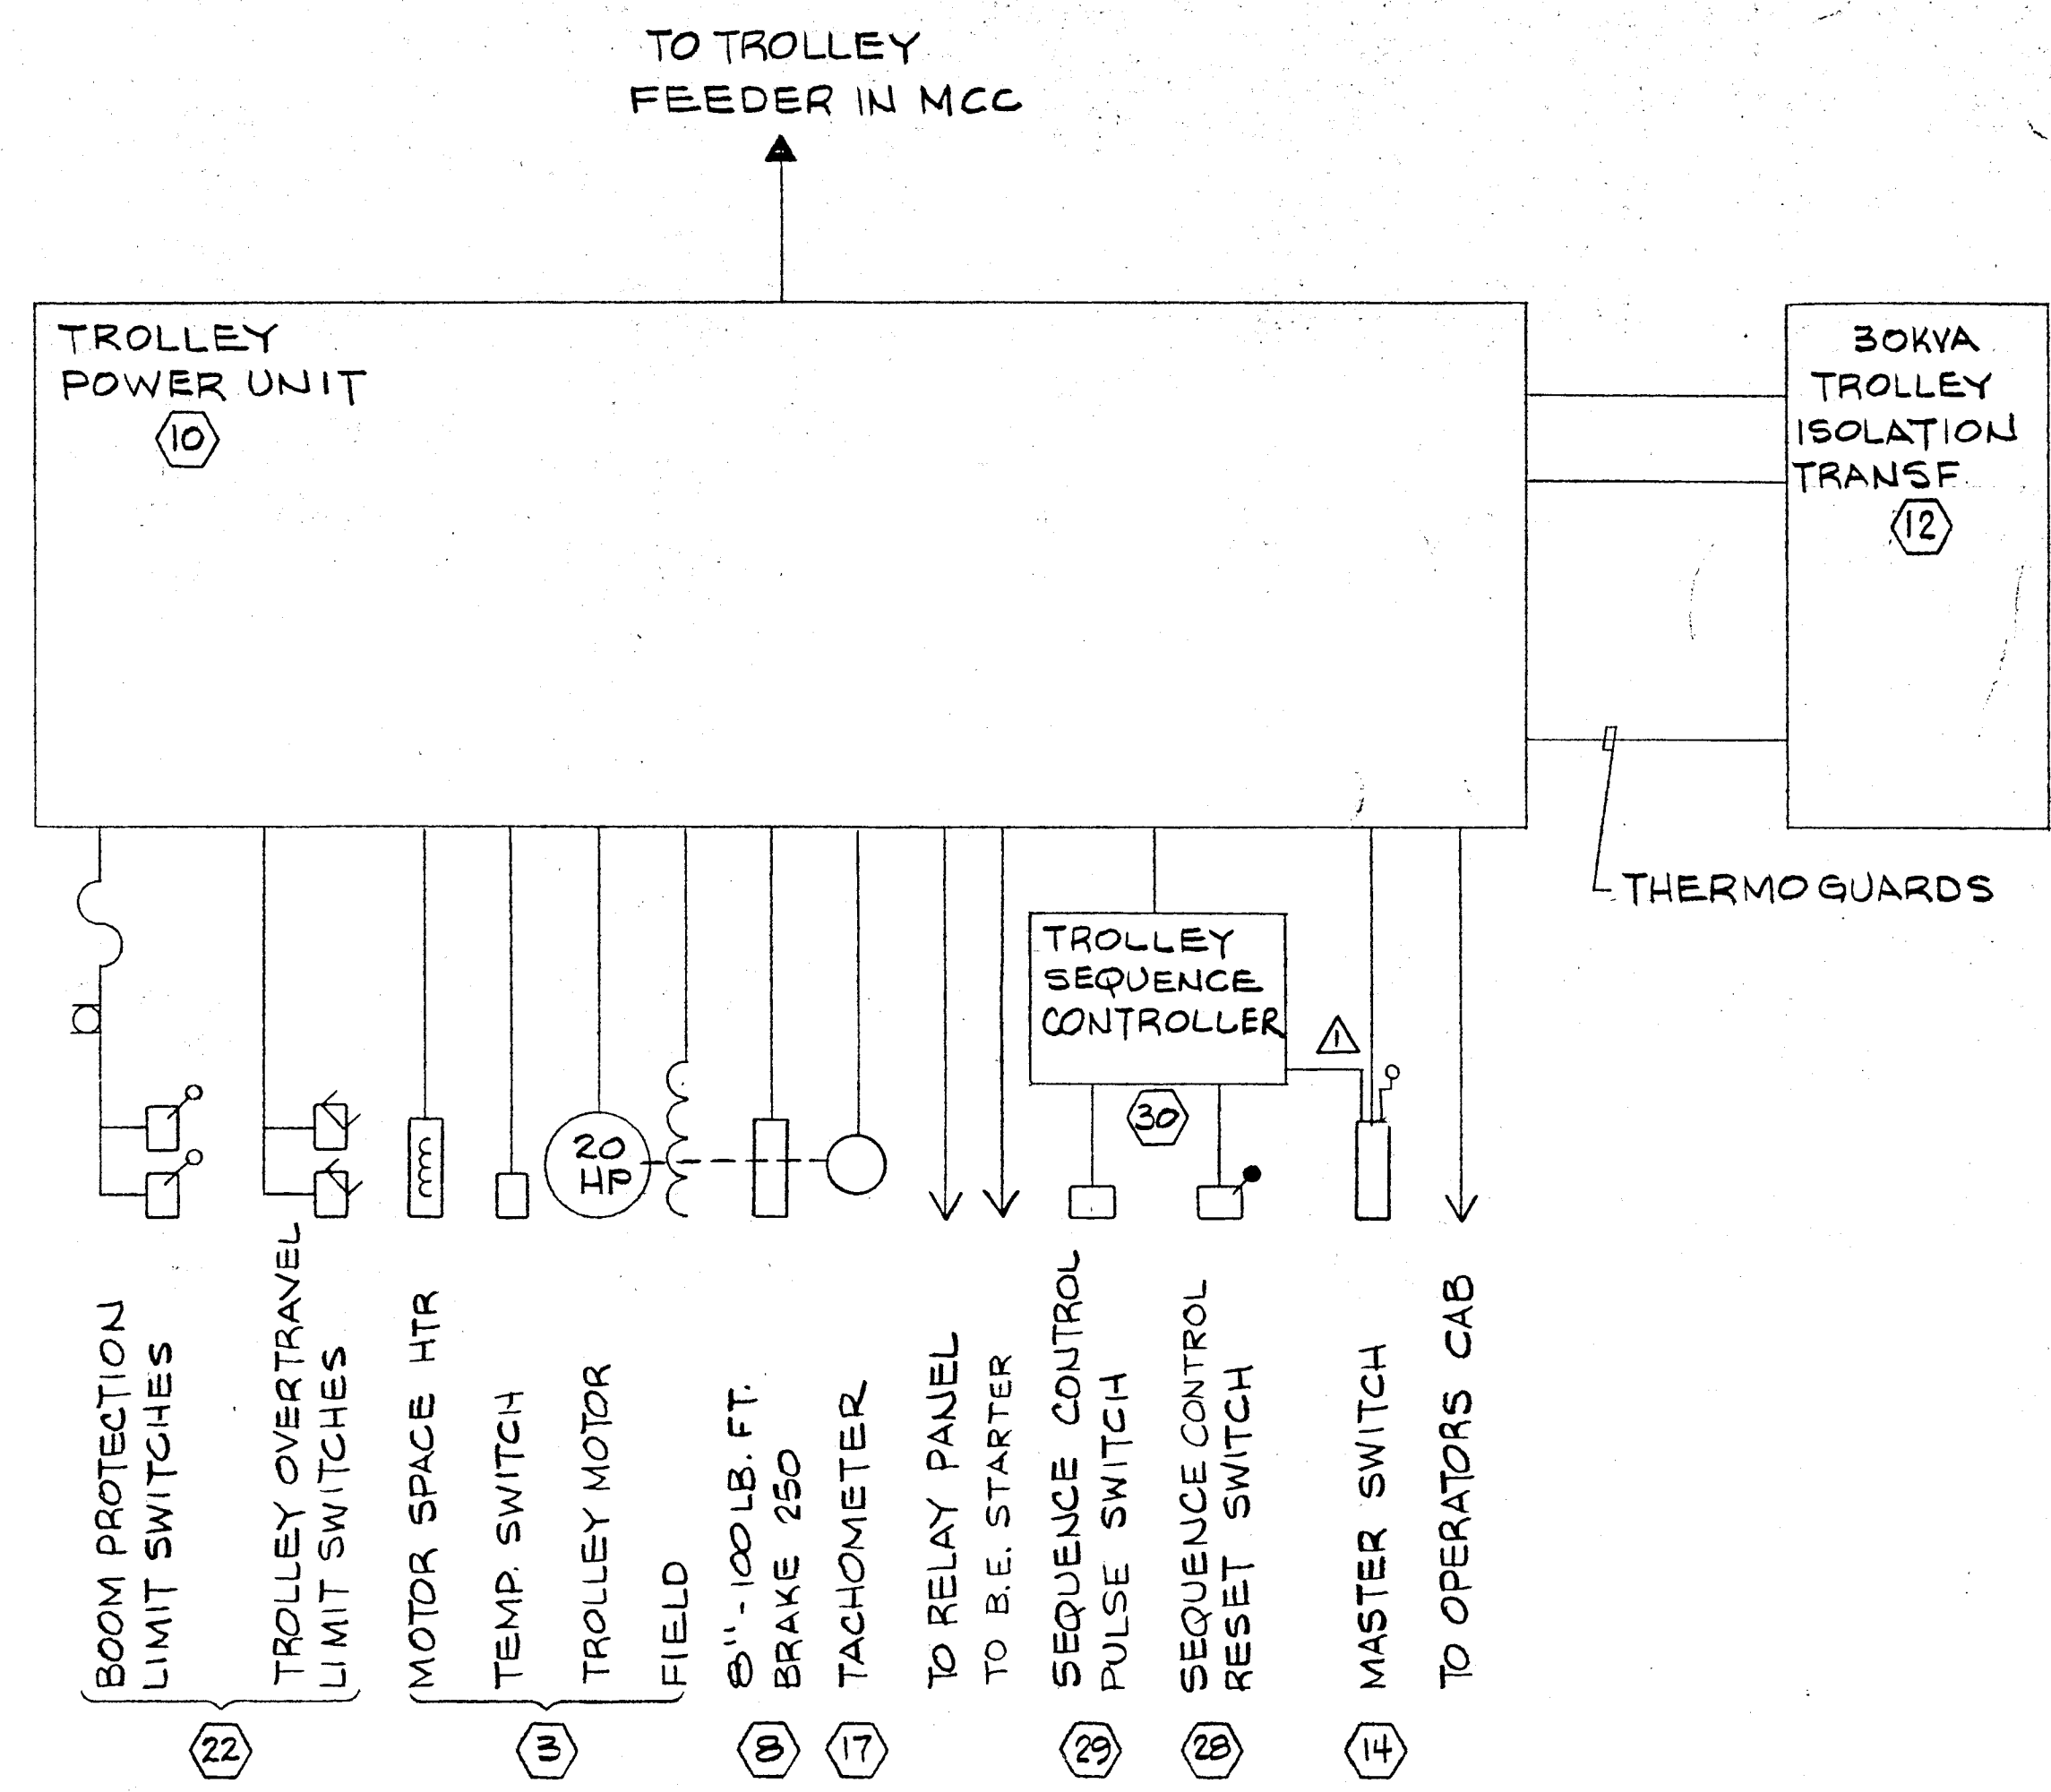 TO TROLLEY
FEEDER IN MCC
TROLLEY
POWER UNIT
10
30KVA
TROLLEY
ISOLATION
TRANSF.
12
THERMO GUARDS
TROLLEY
SEQUENCE
CONTROLLER
1
30
20
HP
BOOM PROTECTION
LIMIT SWITCHES
TROLLEY OVERTRAVEL
LIMIT SWITCHES
MOTOR SPACE HTR
TEMP. SWITCH
TROLLEY MOTOR
FIELD
8"-100 LB. FT.
BRAKE 250
TACHOMETER
TO RELAY PANEL
TO B.E. STARTER
SEQUENCE CONTROL
PULSE SWITCH
SEQUENCE CONTROL
RESET SWITCH
MASTER SWITCH
TO OPERATORS CAB
22
3
8
17
29
28
14